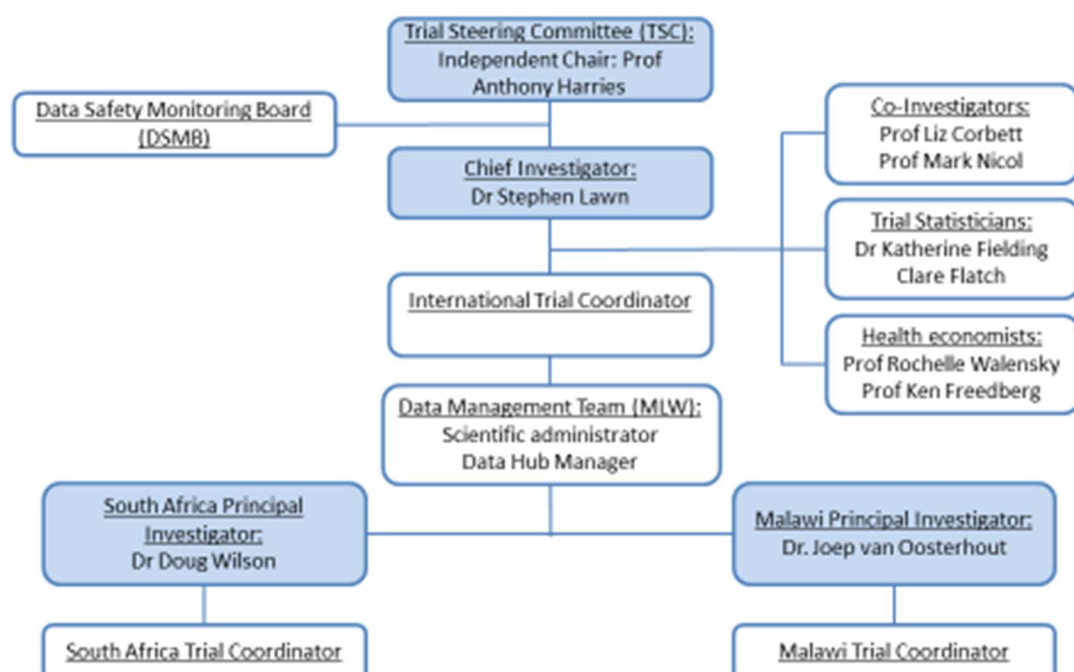 Trial Steering Committee (TSC):
Independent Chair: Prof
Anthony Harries
Data Safety Monitoring Board
(DSMB)
Co-Investigators:
Prof Liz Corbett
Prof Mark Nicol
Chief Investigator:
Dr Stephen Lawn
Trial Statisticians:
Dr Katherine Fielding
Clare Flatch
International Trial Coordinator
Health economists:
Prof Rochelle Walensky
Prof Ken Freedberg
Data Management Team (MLW):
Scientific administrator
Data Hub Manager
South Africa Principal
Investigator:
Dr Doug Wilson
Malawi Principal Investigator:
Dr. Joep van Oosterhout
South Africa Trial Coordinator
Malawi Trial Coordinator